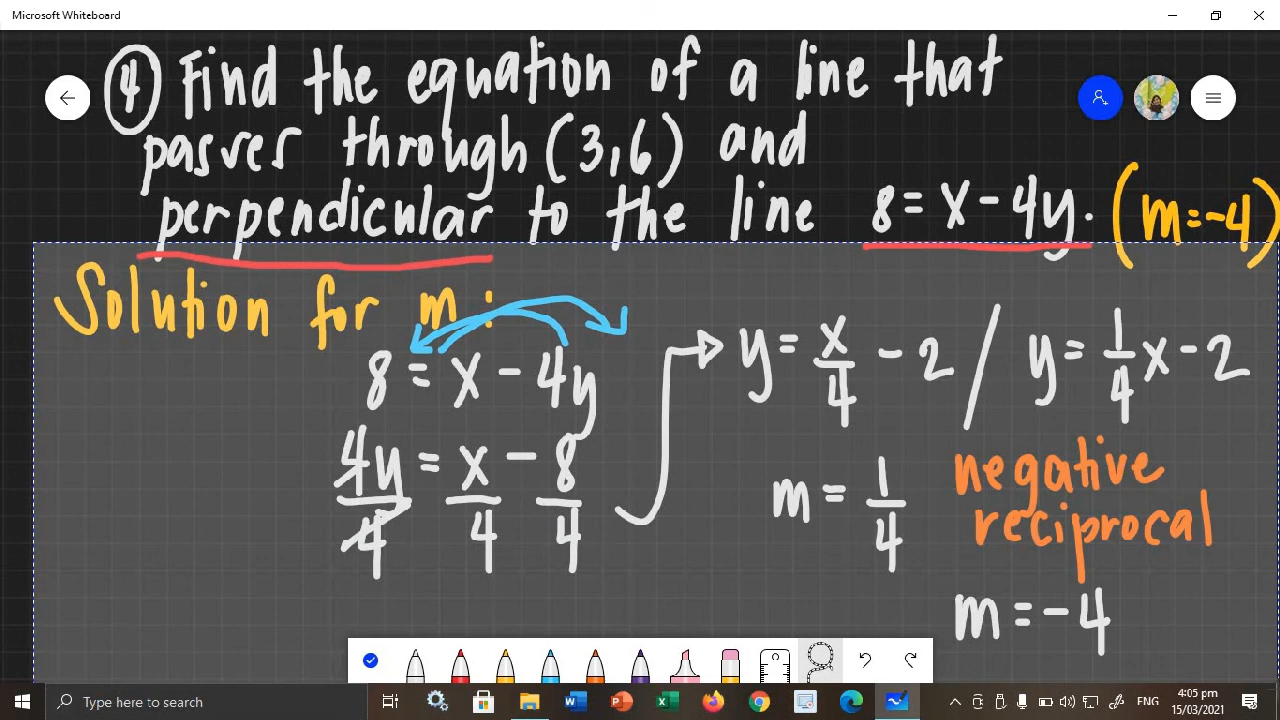 Microsoft Whiteboard
④ Find the equation of a line that
passes through (3,6) and
perpendicular to the line 8 = x - 4y. (m = -4)
Solution for m:
8 = x - 4y
4y/4 = x/4 - 8/4
y = x/4 - 2 / y = 1/4 x - 2
m = 1/4
negative
reciprocal
m = -4
Type here to search
ENG
4:05 pm
15/03/2021